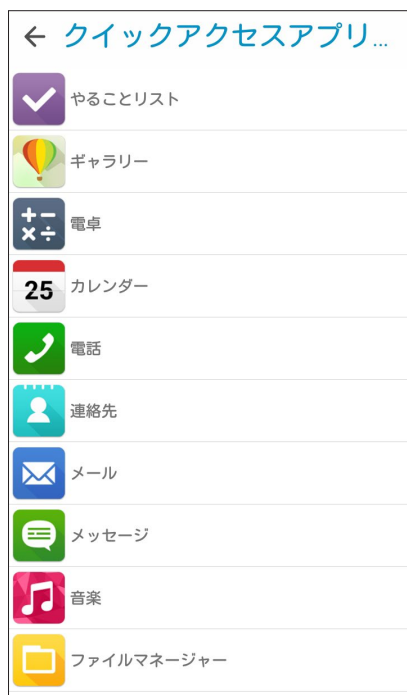 クイックアクセスアプリ...
やることリスト
ギャラリー
電卓
25
カレンダー
電話
連絡先
メール
メッセージ
音楽
ファイルマネージャー